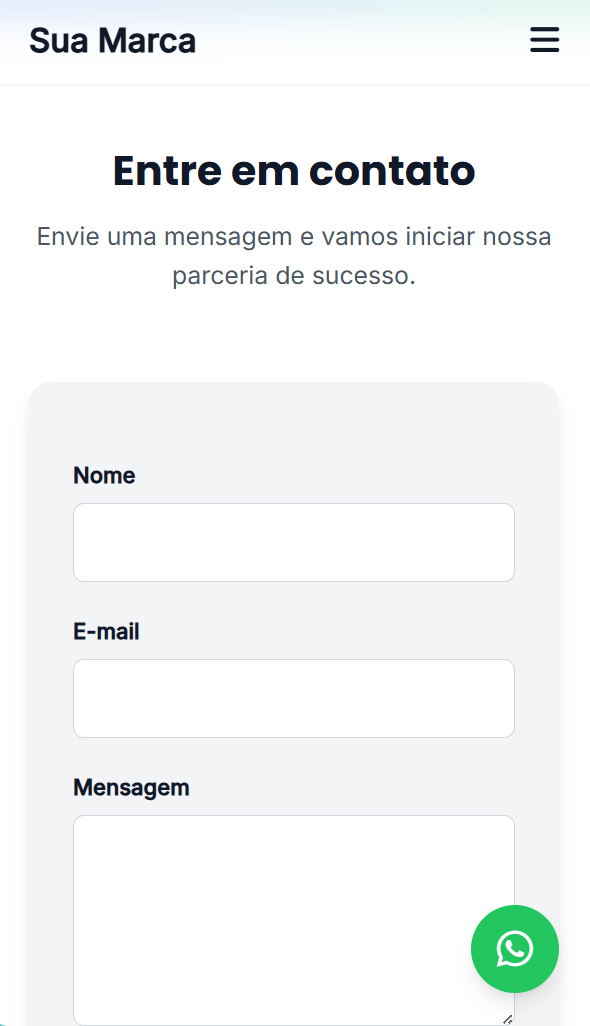 Sua Marca
Entre em contato
Envie uma mensagem e vamos iniciar nossa
parceria de sucesso.
Nome
E-mail
Mensagem